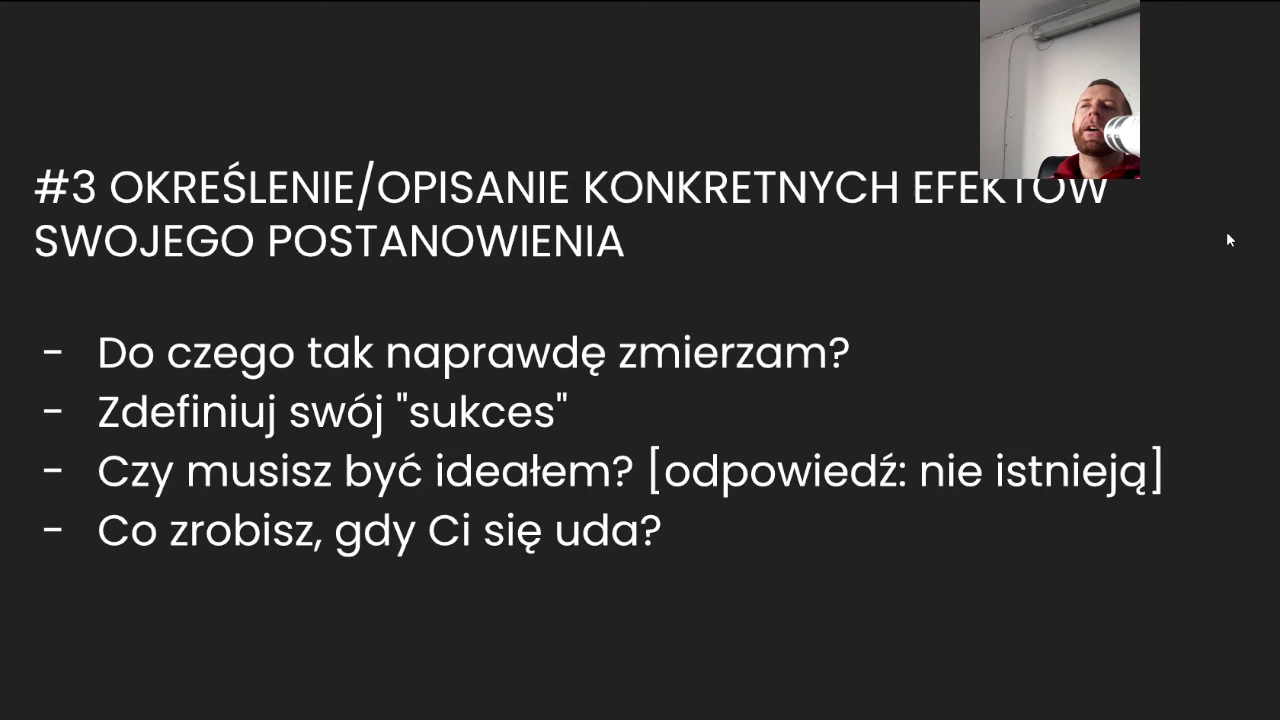 #3 OKREŚLENIE/OPISANIE KONKRETNYCH EFEKTÓW
SWOJEGO POSTANOWIENIA
- Do czego tak naprawdę zmierzam?
- Zdefiniuj swój "sukces"
- Czy musisz być ideałem? [odpowiedź: nie istnieją]
- Co zrobisz, gdy Ci się uda?